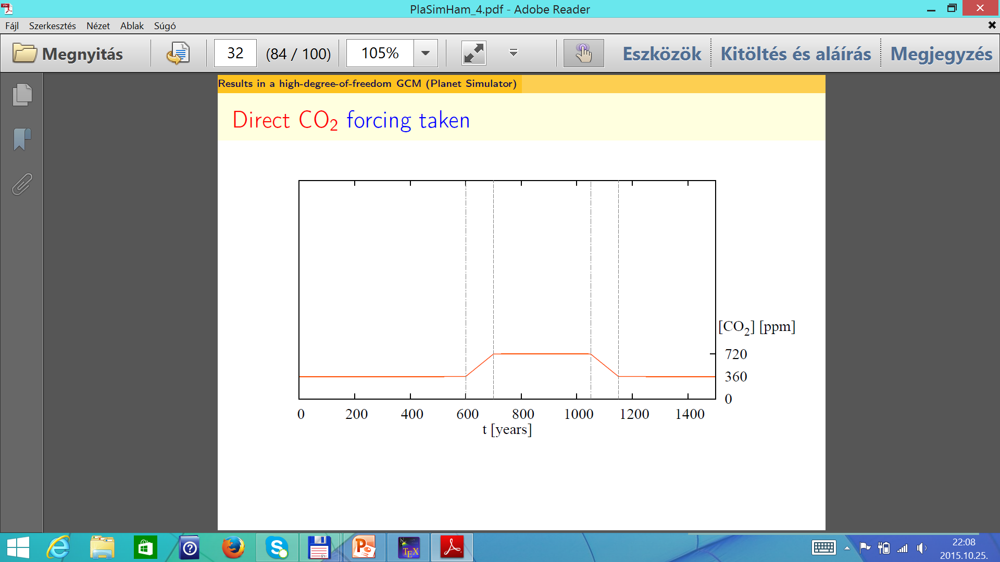 PlaSimHam_4.pdf - Adobe Reader
Fájl Szerkesztés Nézet Ablak Súgó
Megnyitás 32 (84 / 100) 105% Eszközök Kitöltés és aláírás Megjegyzés
Results in a high-degree-of-freedom GCM (Planet Simulator)
Direct CO₂ forcing taken
[CO₂] [ppm]
720
360
0
0 200 400 600 800 1000 1200 1400
t [years]
22:08
2015.10.25.